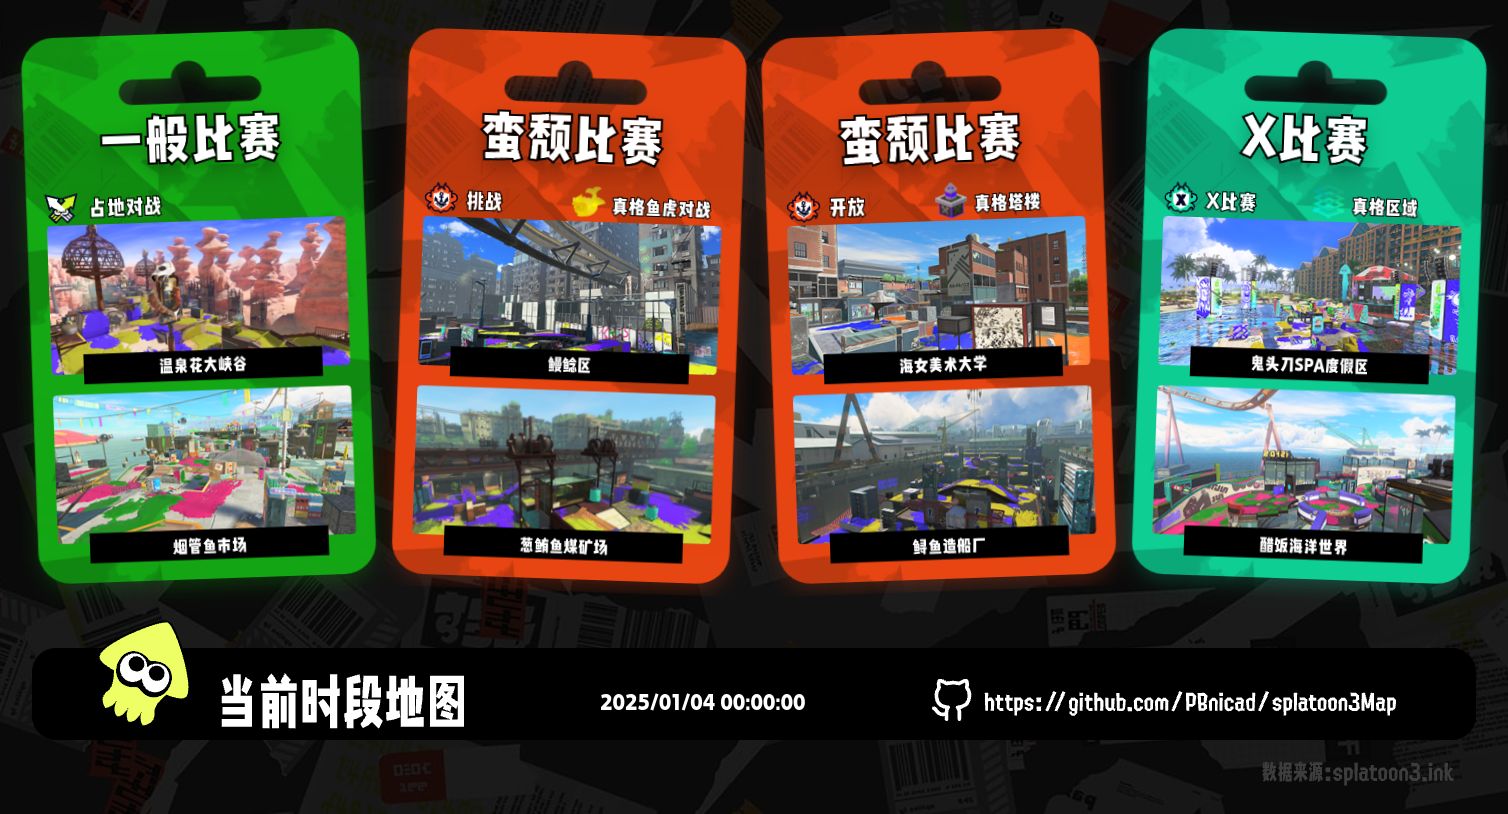 一般比赛
占地对战
温泉花大峡谷
烟管鱼市场
蛮颓比赛
挑战
真格鱼虎对战
鳗鲶区
葱鲔鱼煤矿场
蛮颓比赛
开放
真格塔楼
海女美术大学
鲟鱼造船厂
X比赛
X比赛
真格区域
鬼头刀SPA度假区
醋饭海洋世界
当前时段地图
2025/01/04 00:00:00
https://github.com/PBnicad/splatoon3Map
数据来源:splatoon3.ink